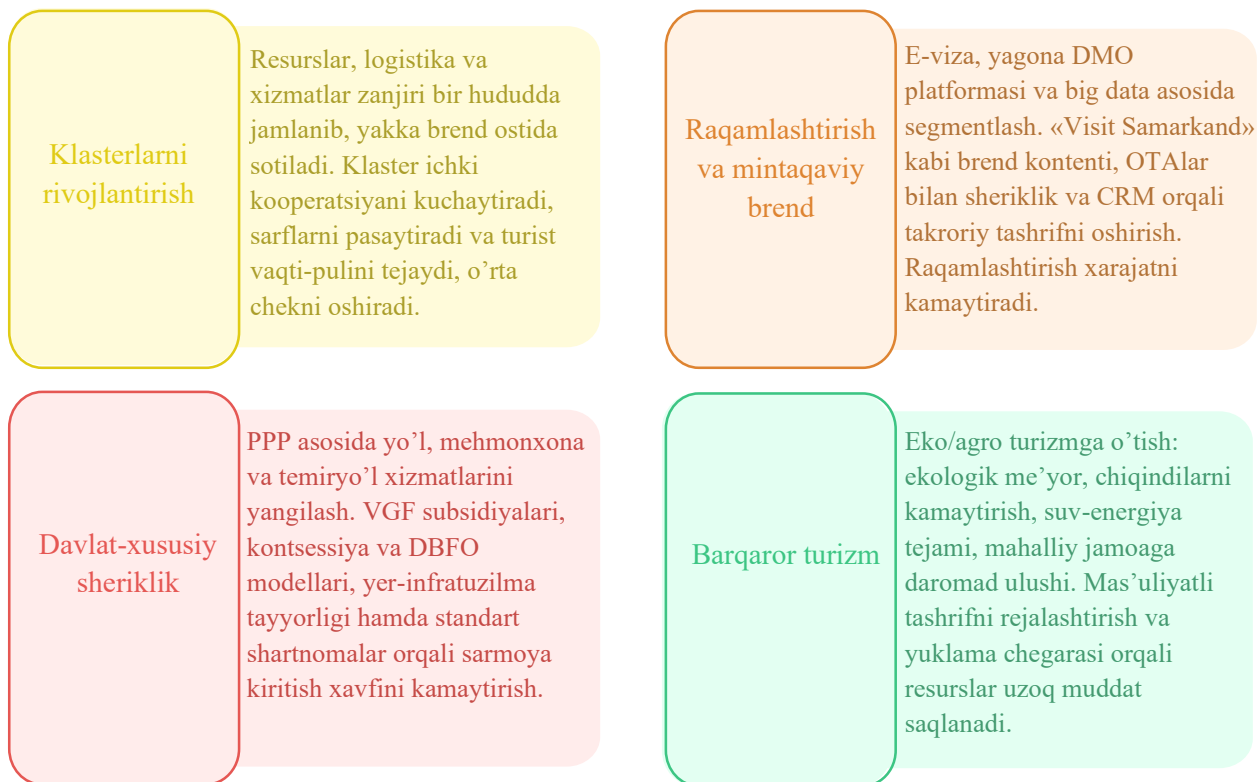 Klasterlarni
rivojlantirish
Resurslar, logistika va
xizmatlar zanjiri bir hududda
jamlanib, yakka brend ostida
sotiladi. Klaster ichki
kooperatsiyani kuchaytiradi,
sarflarni pasaytiradi va turist
vaqti-pulini tejaydi, o’rta
chekni oshiradi.
Raqamlashtirish
va mintaqaviy
brend
E-viza, yagona DMO
platformasi va big data asosida
segmentlash. «Visit Samarkand»
kabi brend kontenti, OTAlar
bilan sheriklik va CRM orqali
takroriy tashrifni oshirish.
Raqamlashtirish xarajatni
kamaytiradi.
Davlat-xususiy
sheriklik
PPP asosida yo’l, mehmonxona
va temiryo’l xizmatlarini
yangilash. VGF subsidiyalari,
kontsessiya va DBFO
modellari, yer-infratuzilma
tayyorligi hamda standart
shartnomalar orqali sarmoya
kiritish xavfini kamaytirish.
Barqaror turizm
Eko/agro turizmga o’tish:
ekologik me’yor, chiqindilarni
kamaytirish, suv-energiya
tejami, mahalliy jamoaga
daromad ulushi. Mas’uliyatli
tashrifni rejalashtirish va
yuklama chegarasi orqali
resurslar uzoq muddat
saqlanadi.